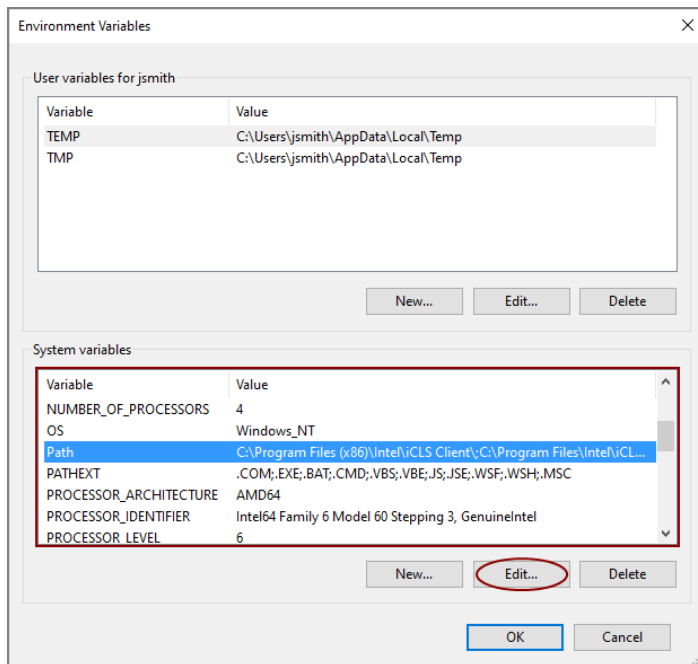 Environment Variables
User variables for jsmith
Variable Value
TEMP C:\Users\jsmith\AppData\Local\Temp
TMP C:\Users\jsmith\AppData\Local\Temp
New... Edit... Delete
System variables
Variable Value
NUMBER_OF_PROCESSORS 4
OS Windows_NT
Path C:\Program Files (x86)\Intel\iCLS Client\;C:\Program Files\Intel\iCL...
PATHEXT .COM;.EXE;.BAT;.CMD;.VBS;.VBE;.JS;.JSE;.WSF;.WSH;.MSC
PROCESSOR_ARCHITECTURE AMD64
PROCESSOR_IDENTIFIER Intel64 Family 6 Model 60 Stepping 3, GenuineIntel
PROCESSOR_LEVEL 6
New... Edit... Delete
OK Cancel